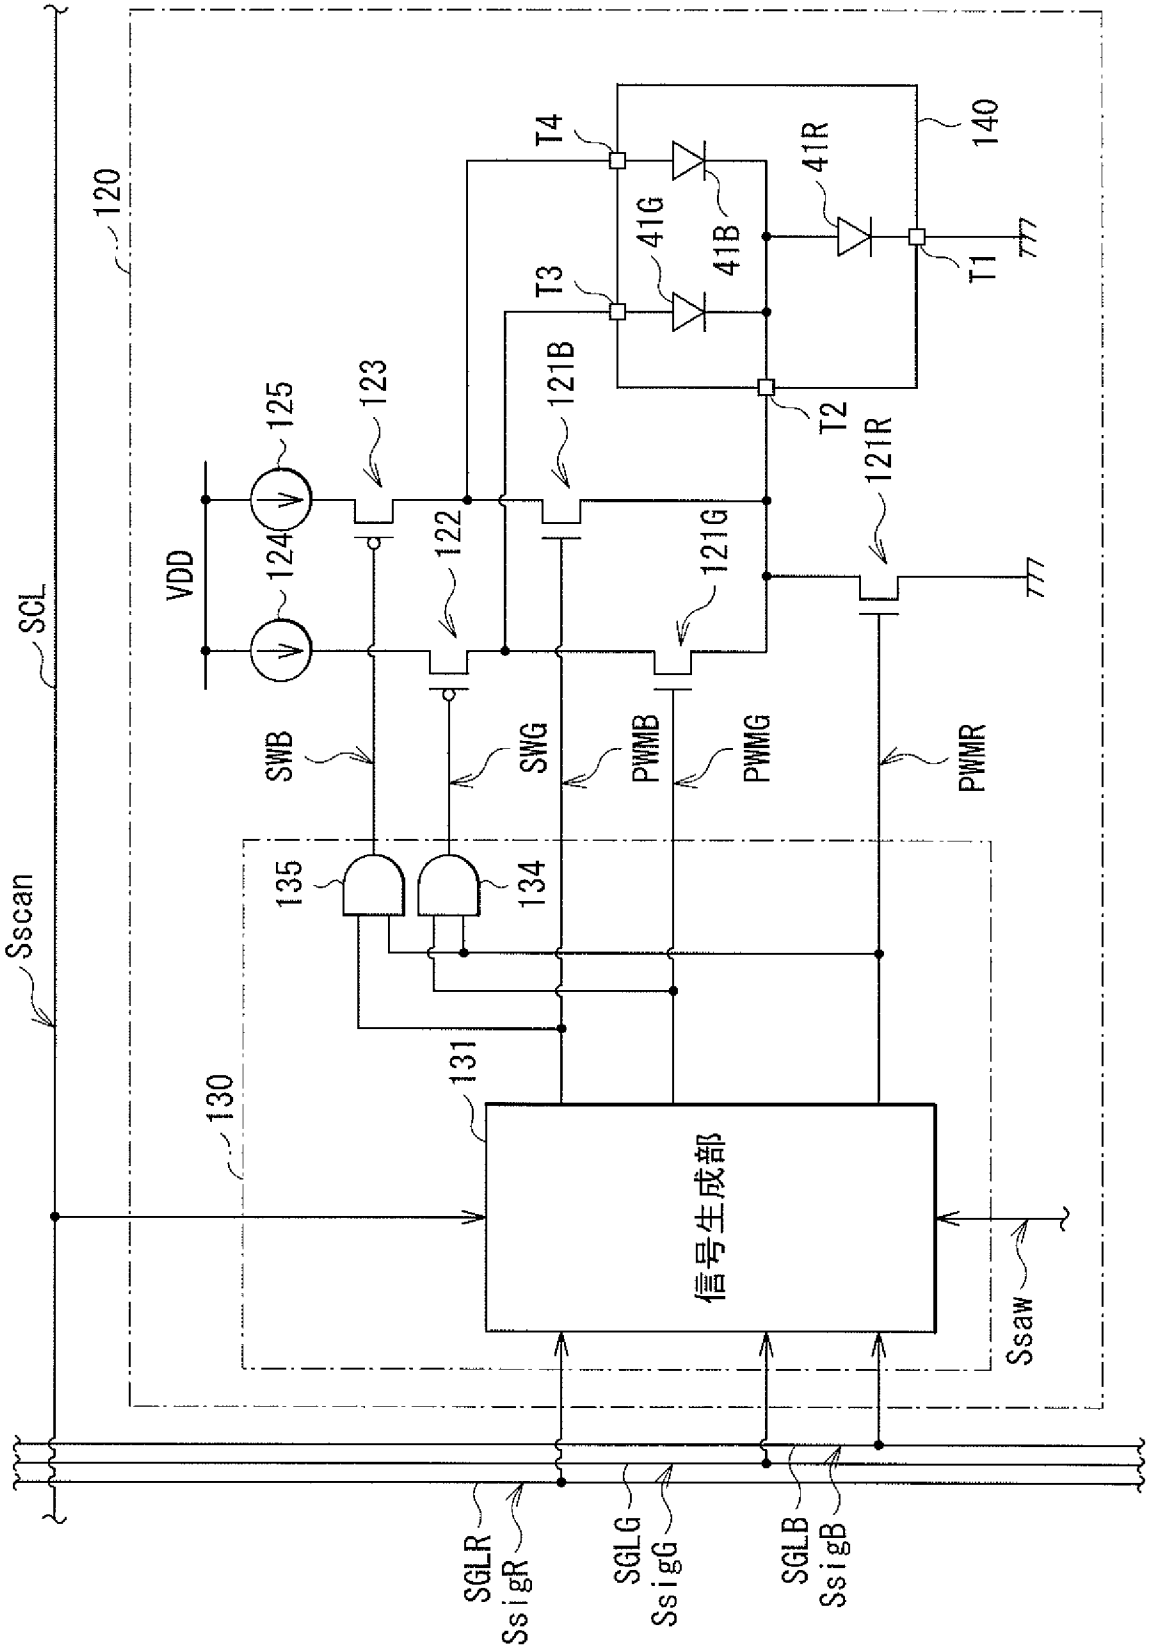 120
140
T4
41R
41G
41B
T3
T1
T2
125
123
121B
121R
124
122
121G
VDD
SCL
SWB
SWG
PWMB
PWMG
PWMR
135
134
Sscan
131
130
信号生成部
Ssaw
SGLR
SsigR
SGLG
SsigG
SGLB
SsigB